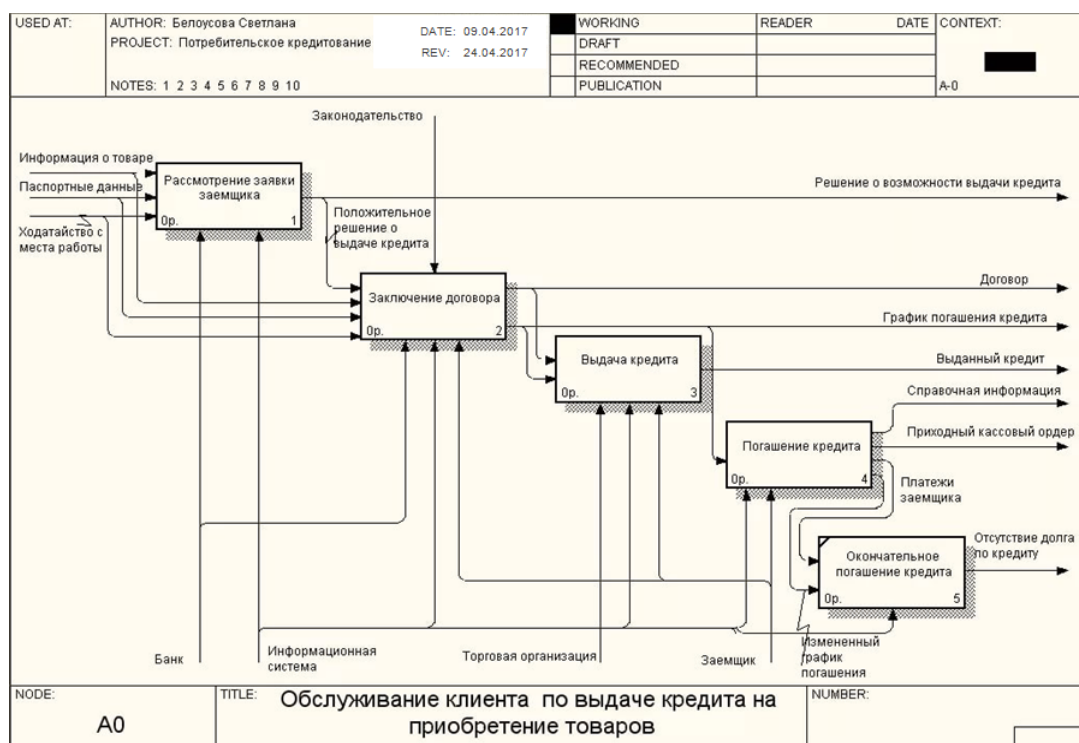 USED AT:
AUTHOR: Белоусова Светлана
PROJECT: Потребительское кредитование
NOTES: 1 2 3 4 5 6 7 8 9 10
DATE: 09.04.2017
REV: 24.04.2017
WORKING
DRAFT
RECOMMENDED
PUBLICATION
READER
DATE
CONTEXT:
A-0
Законодательство
Информация о товаре
Паспортные данные
Ходатайство с
места работы
Рассмотрение заявки
заемщика
0р.
1
Решение о возможности выдачи кредита
Положительное
решение о
выдаче кредита
Заключение договора
0р.
2
Договор
График погашения кредита
Выдача кредита
0р.
3
Выданный кредит
Справочная информация
Погашение кредита
0р.
4
Приходный кассовый ордер
Платежи
заемщика
Окончательное
погашение кредита
0р.
5
Отсутствие долга
по кредиту
Измененный
график
погашения
Банк
Информационная
система
Торговая организация
Заемщик
NODE:
A0
TITLE:
Обслуживание клиента по выдаче кредита на
приобретение товаров
NUMBER: